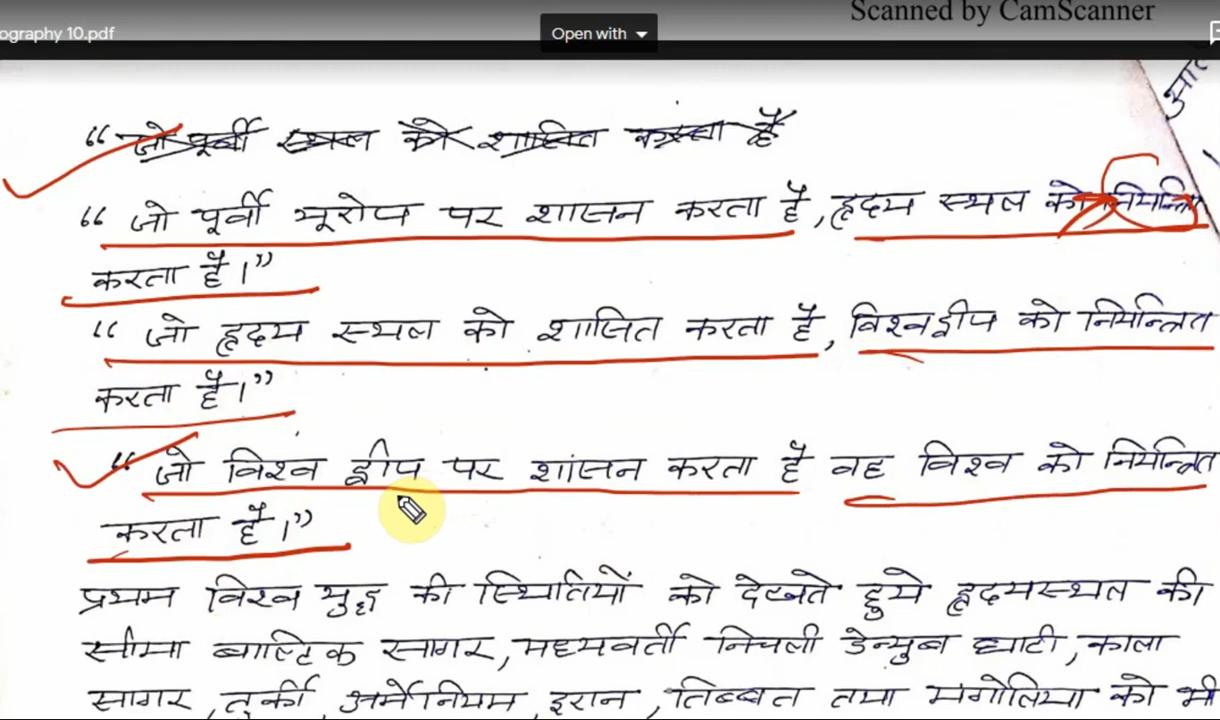 Scanned by CamScanner
ography 10.pdf
Open with
“ जो पूर्वी स्थल को शासित करता है
“ जो पूर्वी यूरोप पर शासन करता है, हृदय स्थल को नियन्त्रित
करता है।”
“ जो हृदय स्थल को शासित करता है, विश्वद्वीप को नियन्त्रित
करता है।”
“ जो विश्व द्वीप पर शासन करता है वह विश्व को नियन्त्रित
करता है।”
प्रथम विश्व युद्ध की स्थितियों को देखते हुये हृदयस्थल की
सीमा बाल्टिक सागर, मध्यवर्ती निचली डेन्युब घाटी, काला
सागर, तुर्की, अर्मेनियम, इरान, तिब्बत तथा मंगोलिया को भी